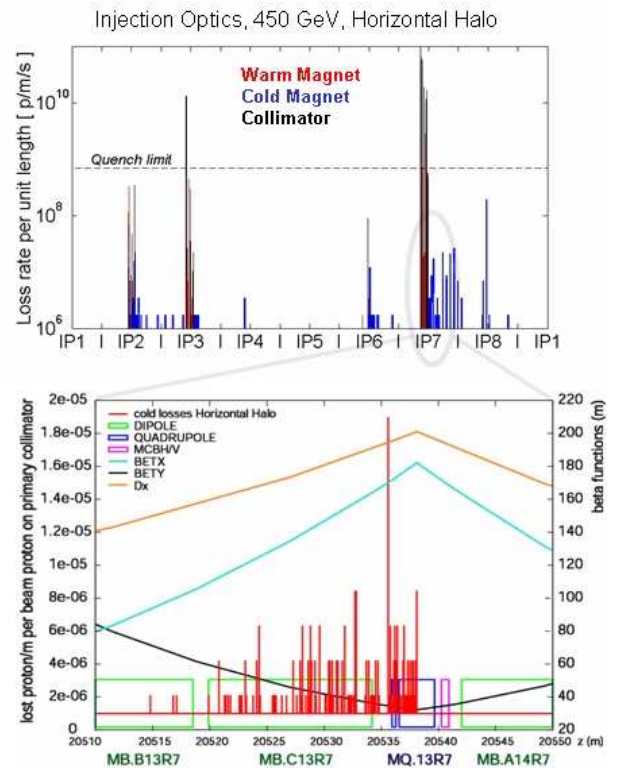 Injection Optics, 450 GeV, Horizontal Halo
Loss rate per unit length [ p/m/s ]
10^10
10^8
10^6
Warm Magnet
Cold Magnet
Collimator
Quench limit
IP1 | IP2 | IP3 | IP4 | IP5 | IP6 | IP7 | IP8 | IP1
lost proton/m per beam proton on primary collimator
2e-05
1.8e-05
1.6e-05
1.4e-05
1.2e-05
1e-05
8e-06
6e-06
4e-06
2e-06
0
cold losses Horizontal Halo
DIPOLE
QUADRUPOLE
MCBH/V
BETX
BETY
Dx
220
200
180
160
140
120
100
80
60
40
20
beta functions (m)
20510 20515 20520 20525 20530 20535 20540 20545 20550 z (m)
MB.B13R7 MB.C13R7 MQ.13R7 MB.A14R7